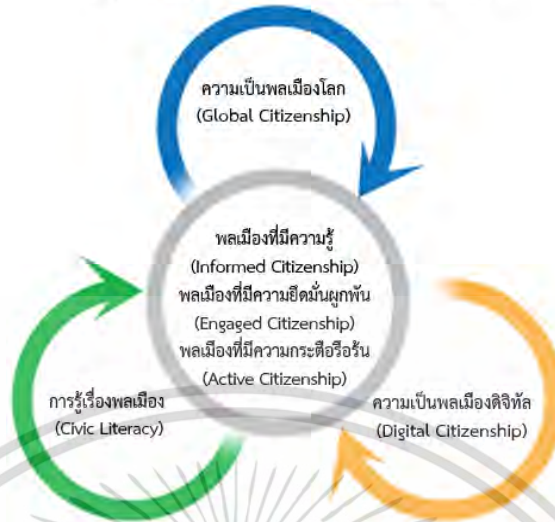 ความเป็นพลเมืองโลก
(Global Citizenship)
พลเมืองที่มีความรู้
(Informed Citizenship)
พลเมืองที่มีความยึดมั่นผูกพัน
(Engaged Citizenship)
พลเมืองที่มีความกระตือรือร้น
(Active Citizenship)
การรู้เรื่องพลเมือง
(Civic Literacy)
ความเป็นพลเมืองดิจิทัล
(Digital Citizenship)